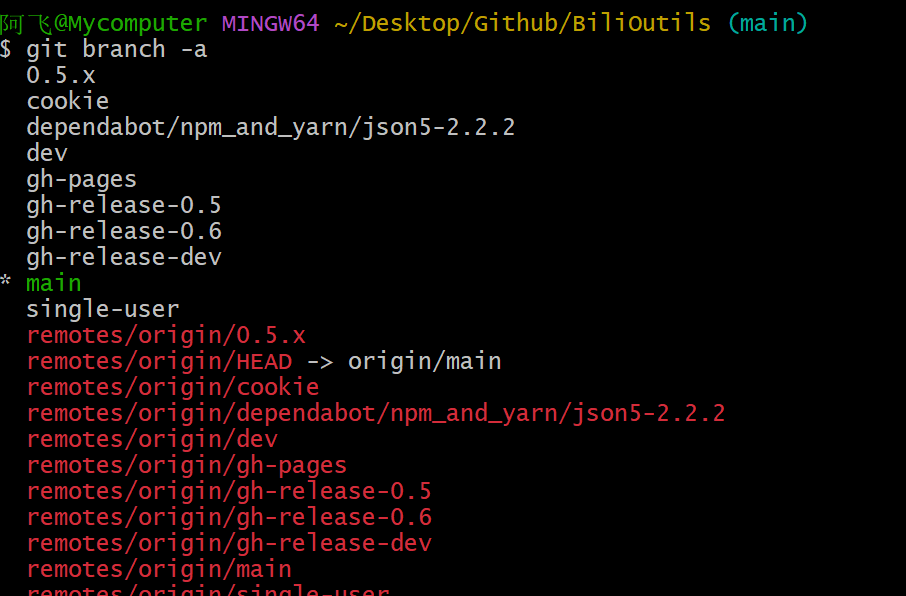 阿飞@Mycomputer MINGW64 ~/Desktop/Github/BiliOutils (main)
$ git branch -a
0.5.x
cookie
dependabot/npm_and_yarn/json5-2.2.2
dev
gh-pages
gh-release-0.5
gh-release-0.6
gh-release-dev
* main
single-user
remotes/origin/0.5.x
remotes/origin/HEAD -> origin/main
remotes/origin/cookie
remotes/origin/dependabot/npm_and_yarn/json5-2.2.2
remotes/origin/dev
remotes/origin/gh-pages
remotes/origin/gh-release-0.5
remotes/origin/gh-release-0.6
remotes/origin/gh-release-dev
remotes/origin/main
remotes/origin/single-user